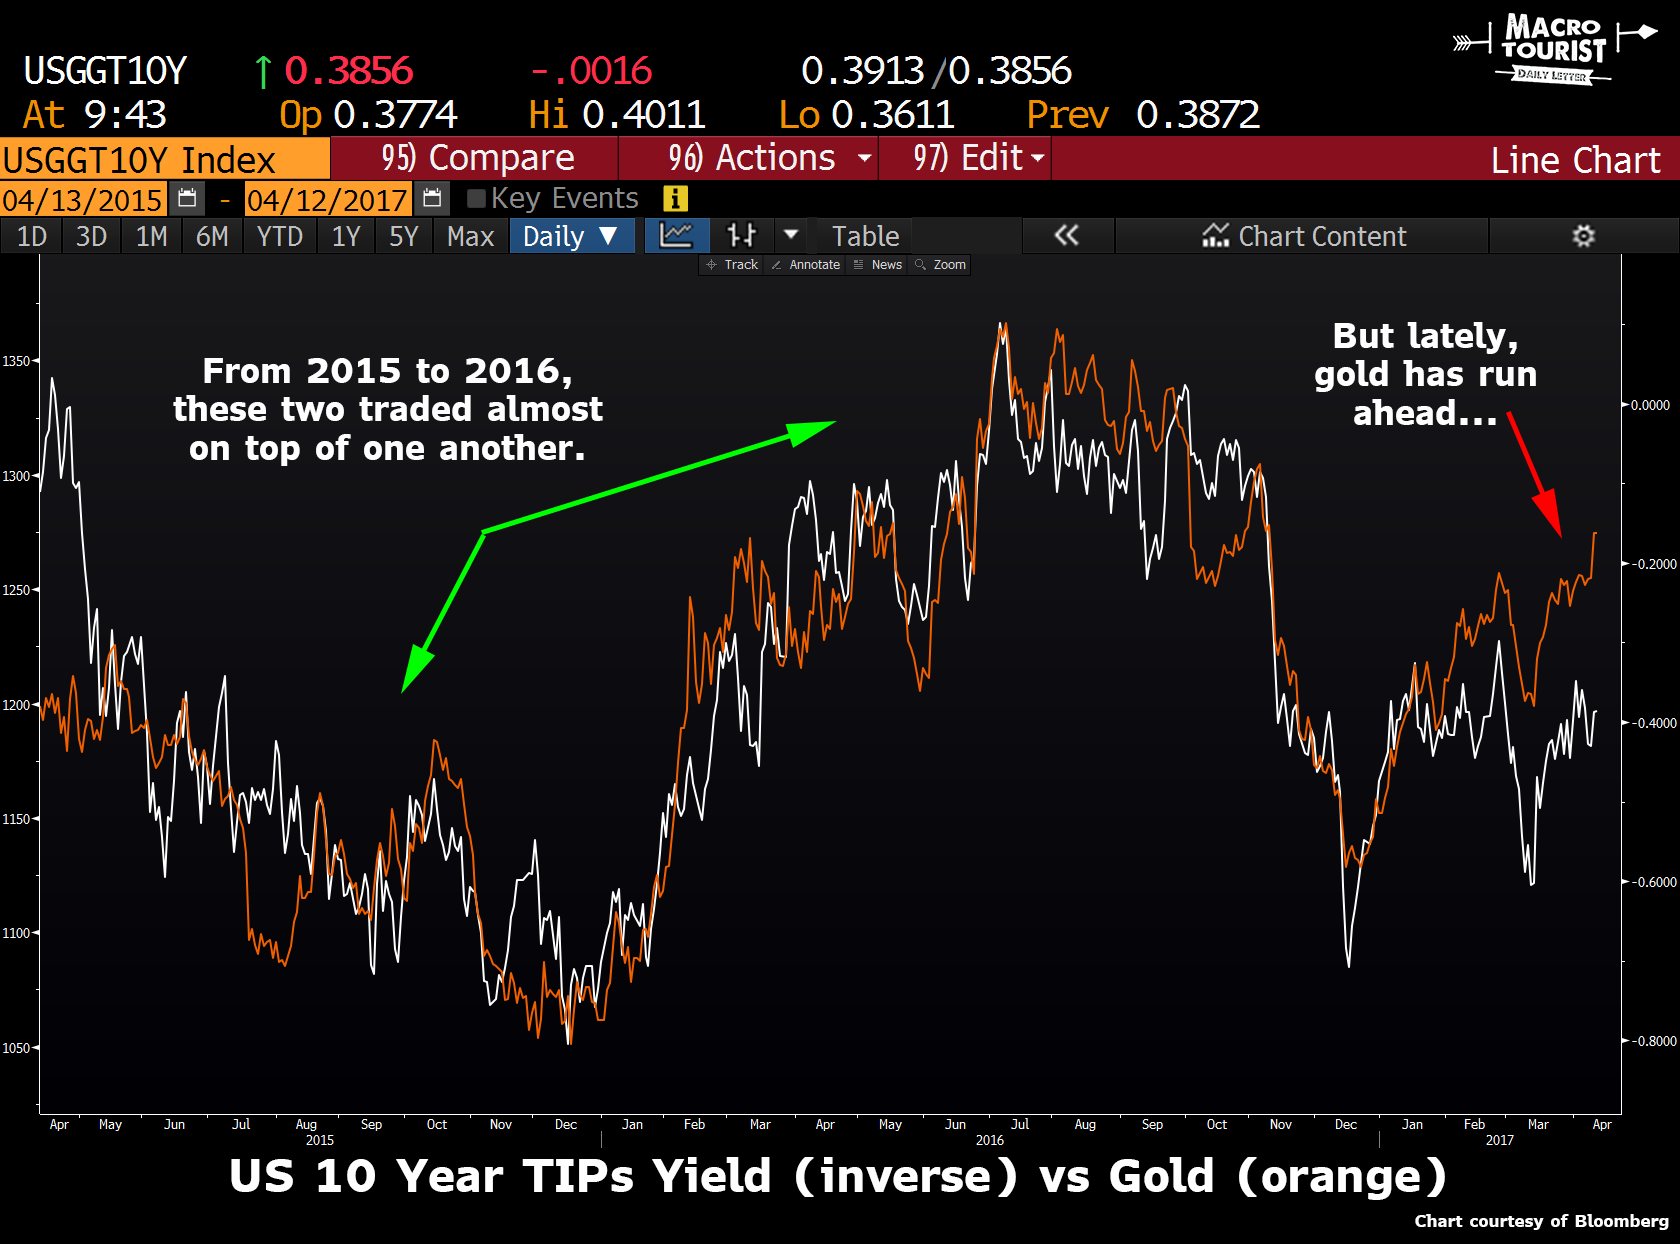 MACRO
TOURIST
DAILY LETTER
USGGT10Y ↑ 0.3856 -.0016 0.3913/0.3856
At 9:43 Op 0.3774 Hi 0.4011 Lo 0.3611 Prev 0.3872
USGGT10Y Index 95) Compare 96) Actions 97) Edit Line Chart
04/13/2015 - 04/12/2017 Key Events i
1D 3D 1M 6M YTD 1Y 5Y Max Daily ▼ Table « Chart Content
Track Annotate News Zoom
From 2015 to 2016,
these two traded almost
on top of one another.
But lately,
gold has run
ahead...
1350
1300
1250
1200
1150
1100
1050
0.0000
-0.2000
-0.4000
-0.6000
-0.8000
Apr May Jun Jul Aug Sep Oct Nov Dec Jan Feb Mar Apr May Jun Jul Aug Sep Oct Nov Dec Jan Feb Mar Apr
2015 2016 2017
US 10 Year TIPs Yield (inverse) vs Gold (orange)
Chart courtesy of Bloomberg